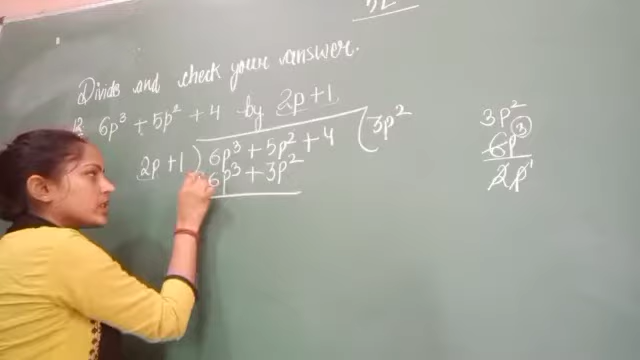 Divide and check your answer.
6p³ + 5p² + 4 by 2p+1
2p+1) 6p³ + 5p² + 4 (3p²
6p³ + 3p²
3p²
6p³
2p¹